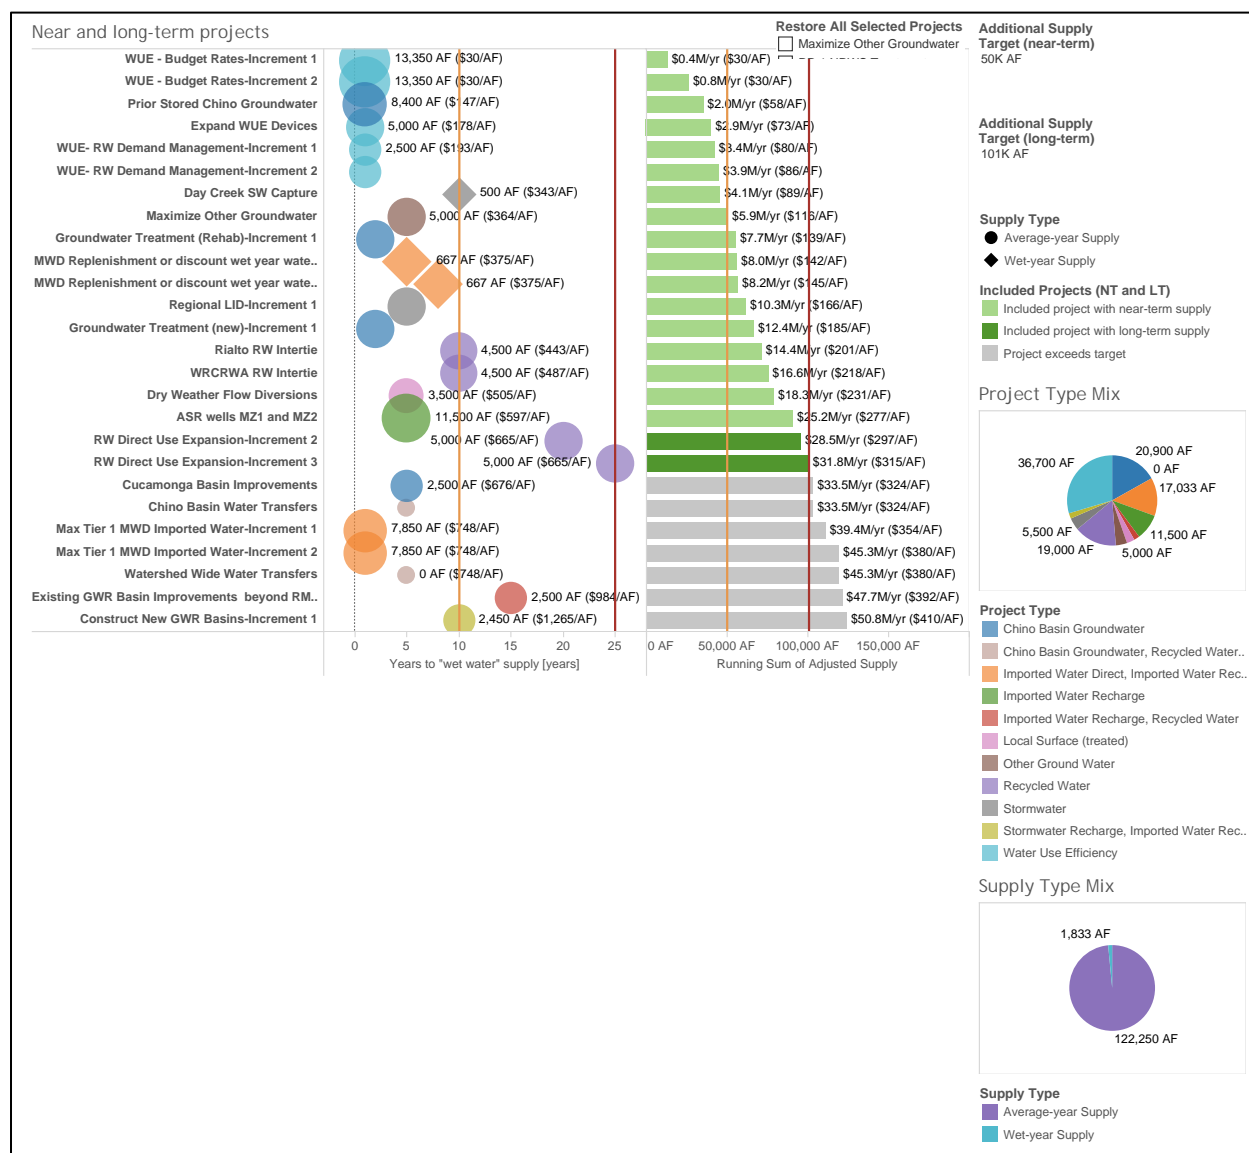 Near and long-term projects
Restore All Selected Projects
Maximize Other Groundwater
WUE - Budget Rates-Increment 1
13,350 AF ($30/AF)
$0.4M/yr ($30/AF)
WUE - Budget Rates-Increment 2
13,350 AF ($30/AF)
$0.8M/yr ($30/AF)
Prior Stored Chino Groundwater
8,400 AF ($147/AF)
$2.0M/yr ($58/AF)
Expand WUE Devices
5,000 AF ($178/AF)
$2.9M/yr ($73/AF)
WUE- RW Demand Management-Increment 1
2,500 AF ($193/AF)
$3.4M/yr ($80/AF)
WUE- RW Demand Management-Increment 2
$3.9M/yr ($86/AF)
Day Creek SW Capture
500 AF ($343/AF)
$4.1M/yr ($89/AF)
Maximize Other Groundwater
5,000 AF ($364/AF)
$5.9M/yr ($116/AF)
Groundwater Treatment (Rehab)-Increment 1
$7.7M/yr ($139/AF)
MWD Replenishment or discount wet year wate..
667 AF ($375/AF)
$8.0M/yr ($142/AF)
MWD Replenishment or discount wet year wate..
667 AF ($375/AF)
$8.2M/yr ($145/AF)
Regional LID-Increment 1
$10.3M/yr ($166/AF)
Groundwater Treatment (new)-Increment 1
$12.4M/yr ($185/AF)
Rialto RW Intertie
4,500 AF ($443/AF)
$14.4M/yr ($201/AF)
WRCRWA RW Intertie
4,500 AF ($487/AF)
$16.6M/yr ($218/AF)
Dry Weather Flow Diversions
3,500 AF ($505/AF)
$18.3M/yr ($231/AF)
ASR wells MZ1 and MZ2
11,500 AF ($597/AF)
$25.2M/yr ($277/AF)
RW Direct Use Expansion-Increment 2
5,000 AF ($665/AF)
$28.5M/yr ($297/AF)
RW Direct Use Expansion-Increment 3
5,000 AF ($665/AF)
$31.8M/yr ($315/AF)
Cucamonga Basin Improvements
2,500 AF ($676/AF)
$33.5M/yr ($324/AF)
Chino Basin Water Transfers
$33.5M/yr ($324/AF)
Max Tier 1 MWD Imported Water-Increment 1
7,850 AF ($748/AF)
$39.4M/yr ($354/AF)
Max Tier 1 MWD Imported Water-Increment 2
7,850 AF ($748/AF)
$45.3M/yr ($380/AF)
Watershed Wide Water Transfers
0 AF ($748/AF)
$45.3M/yr ($380/AF)
Existing GWR Basin Improvements  beyond RM..
2,500 AF ($984/AF)
$47.7M/yr ($392/AF)
Construct New GWR Basins-Increment 1
2,450 AF ($1,265/AF)
$50.8M/yr ($410/AF)
0 5 10 15 20 25
Years to "wet water" supply [years]
0 AF 50,000 AF 100,000 AF 150,000 AF
Running Sum of Adjusted Supply
Additional Supply
Target (near-term)
50K AF
Additional Supply
Target (long-term)
101K AF
Supply Type
Average-year Supply
Wet-year Supply
Included Projects (NT and LT)
Included project with near-term supply
Included project with long-term supply
Project exceeds target
Project Type Mix
36,700 AF
20,900 AF
0 AF
17,033 AF
5,500 AF
19,000 AF
11,500 AF
5,000 AF
Project Type
Chino Basin Groundwater
Chino Basin Groundwater, Recycled Water..
Imported Water Direct, Imported Water Rec..
Imported Water Recharge
Imported Water Recharge, Recycled Water
Local Surface (treated)
Other Ground Water
Recycled Water
Stormwater
Stormwater Recharge, Imported Water Rec..
Water Use Efficiency
Supply Type Mix
1,833 AF
122,250 AF
Supply Type
Average-year Supply
Wet-year Supply